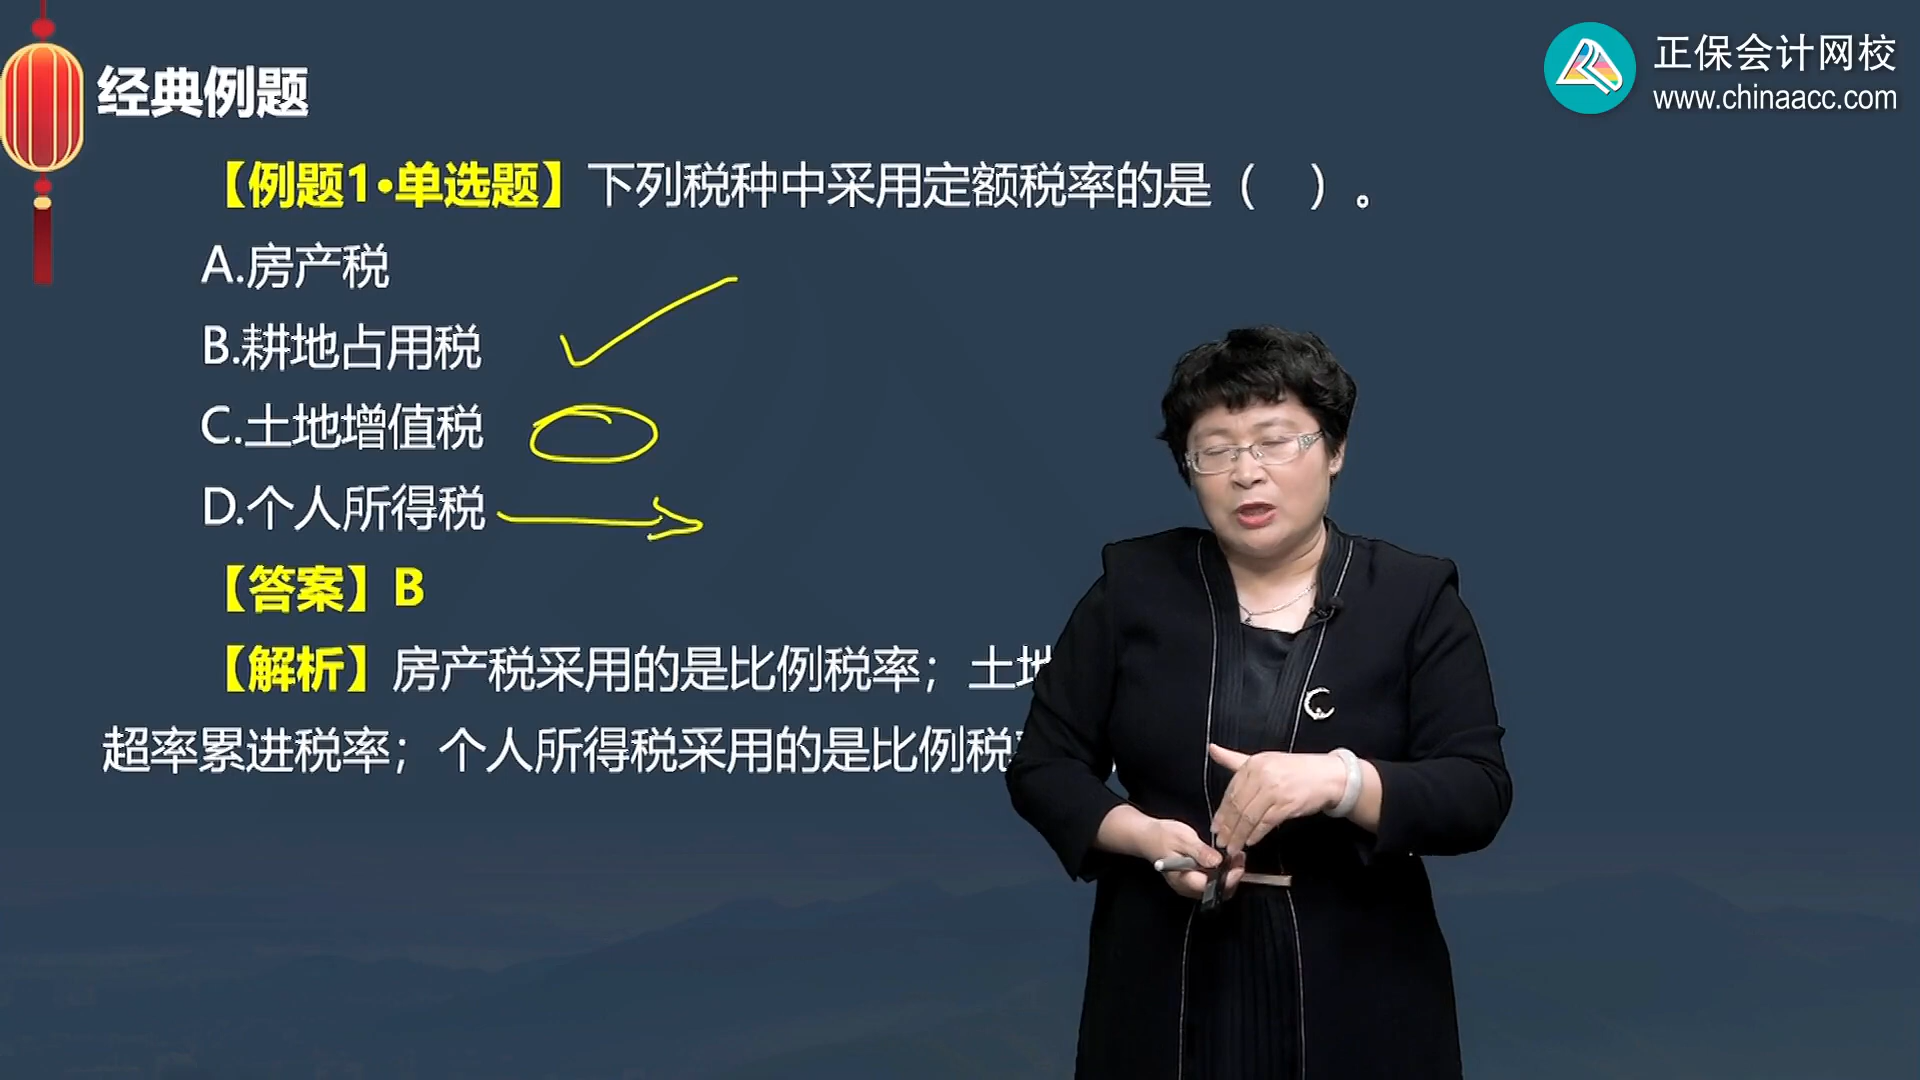 经典例题
正保会计网校
www.chinaacc.com
【例题1•单选题】下列税种中采用定额税率的是（ ）。
A.房产税
B.耕地占用税
C.土地增值税
D.个人所得税
【答案】B
【解析】房产税采用的是比例税率；土地
超率累进税率；个人所得税采用的是比例税